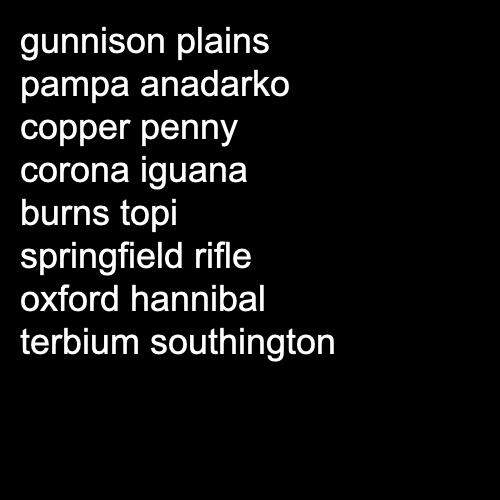 gunnison plains
pampa anadarko
copper penny
corona iguana
burns topi
springfield rifle
oxford hannibal
terbium southington